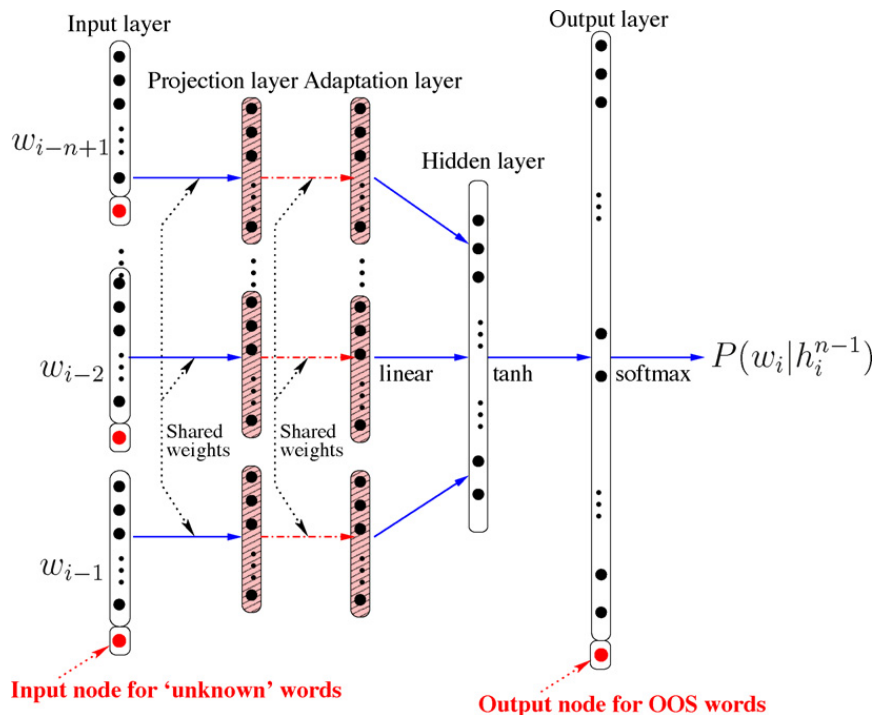 Input layer
Output layer
Projection layer Adaptation layer
w_{i-n+1}
Hidden layer
w_{i-2}
linear
tanh
softmax
P(w_i|h_i^{n-1})
Shared
weights
Shared
weights
w_{i-1}
Input node for ‘unknown’ words
Output node for OOS words